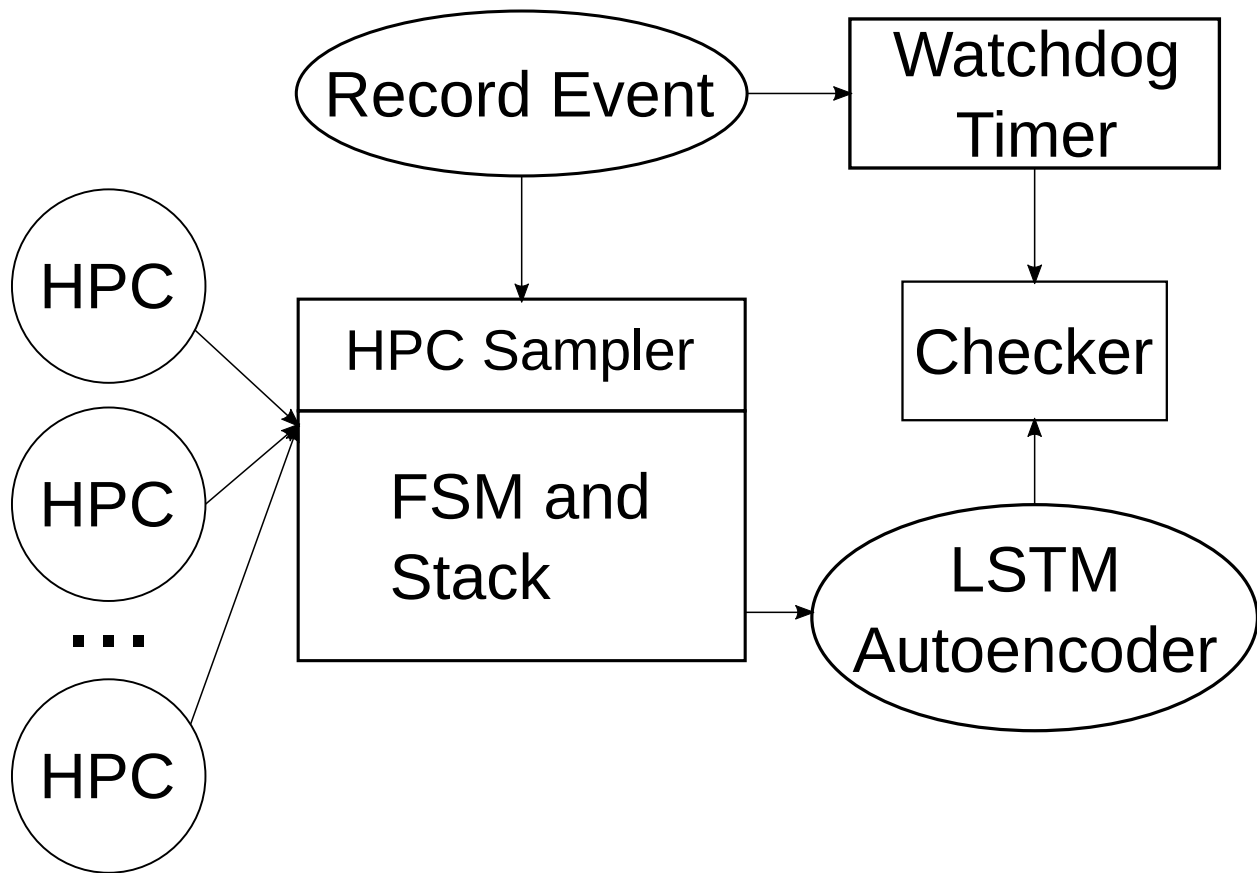 Record Event
Watchdog
Timer
HPC
HPC Sampler
Checker
HPC
FSM and
Stack
LSTM
Autoencoder
...
HPC